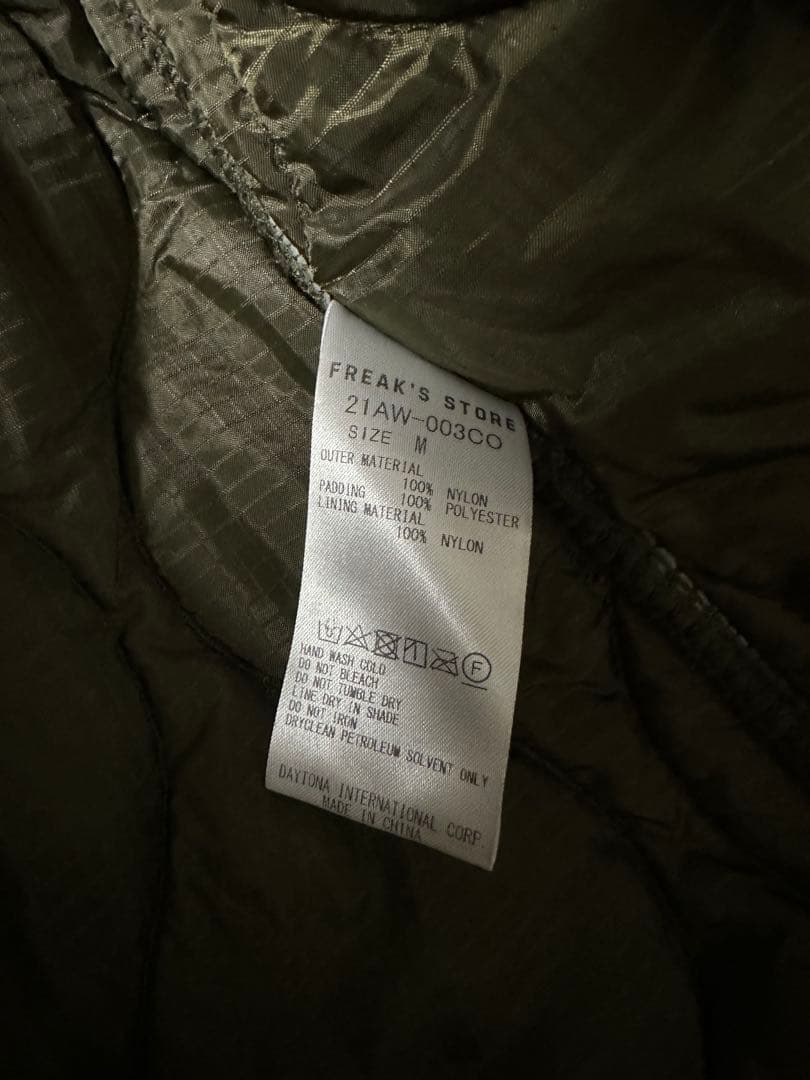 FREAK'S STORE
21AW-003CO
SIZE M
OUTER MATERIAL
100% NYLON
PADDING 100% POLYESTER
LINING MATERIAL
100% NYLON
F
HAND WASH COLD
DO NOT BLEACH
DO NOT TUMBLE DRY
LINE DRY IN SHADE
DO NOT IRON
DRYCLEAN PETROLEUM SOLVENT ONLY
DAYTONA INTERNATIONAL CORP
MADE IN CHINA